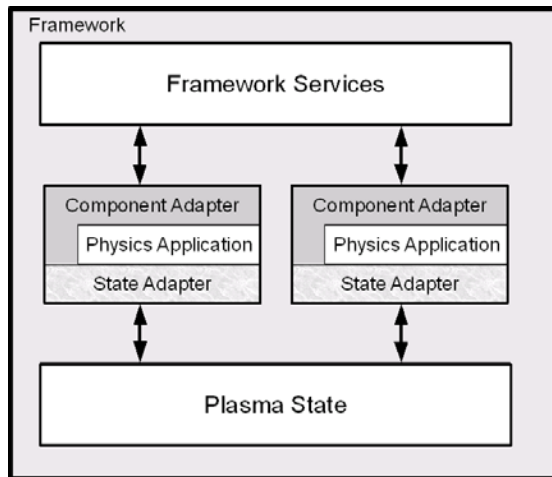 Framework
Framework Services
Component Adapter
Physics Application
State Adapter
Component Adapter
Physics Application
State Adapter
Plasma State